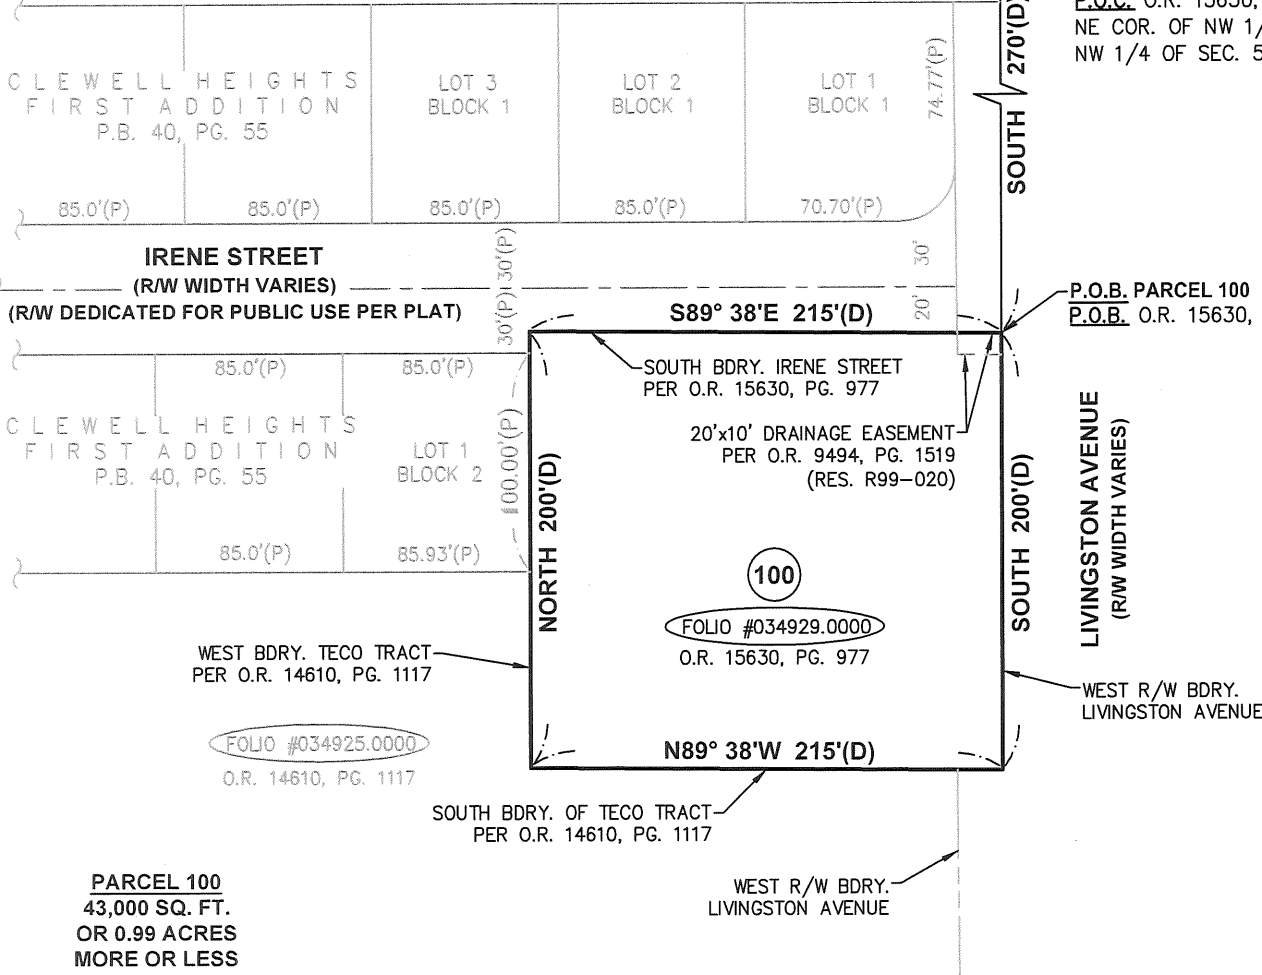 P.O.C. O.R. 15630,
NE COR. OF NW 1/
NW 1/4 OF SEC. 5
SOUTH 270'(D)
CLEWELL HEIGHTS
FIRST ADDITION
P.B. 40, PG. 55
LOT 3
BLOCK 1
LOT 2
BLOCK 1
LOT 1
BLOCK 1
74.77'(P)
85.0'(P)
85.0'(P)
85.0'(P)
85.0'(P)
70.70'(P)
IRENE STREET
(R/W WIDTH VARIES)
(R/W DEDICATED FOR PUBLIC USE PER PLAT)
30'(P)
30'(P)
30'
20'
S89° 38'E 215'(D)
P.O.B. PARCEL 100
P.O.B. O.R. 15630,
SOUTH BDRY. IRENE STREET
PER O.R. 15630, PG. 977
20'x10' DRAINAGE EASEMENT
PER O.R. 9494, PG. 1519
(RES. R99-020)
85.0'(P)
85.0'(P)
CLEWELL HEIGHTS
FIRST ADDITION
P.B. 40, PG. 55
LOT 1
BLOCK 2
100.00'(P)
85.0'(P)
85.93'(P)
NORTH 200'(D)
SOUTH 200'(D)
LIVINGSTON AVENUE
(R/W WIDTH VARIES)
100
FOLIO #034929.0000
O.R. 15630, PG. 977
WEST BDRY. TECO TRACT
PER O.R. 14610, PG. 1117
FOLIO #034925.0000
O.R. 14610, PG. 1117
WEST R/W BDRY.
LIVINGSTON AVENUE
N89° 38'W 215'(D)
SOUTH BDRY. OF TECO TRACT
PER O.R. 14610, PG. 1117
WEST R/W BDRY.
LIVINGSTON AVENUE
PARCEL 100
43,000 SQ. FT.
OR 0.99 ACRES
MORE OR LESS